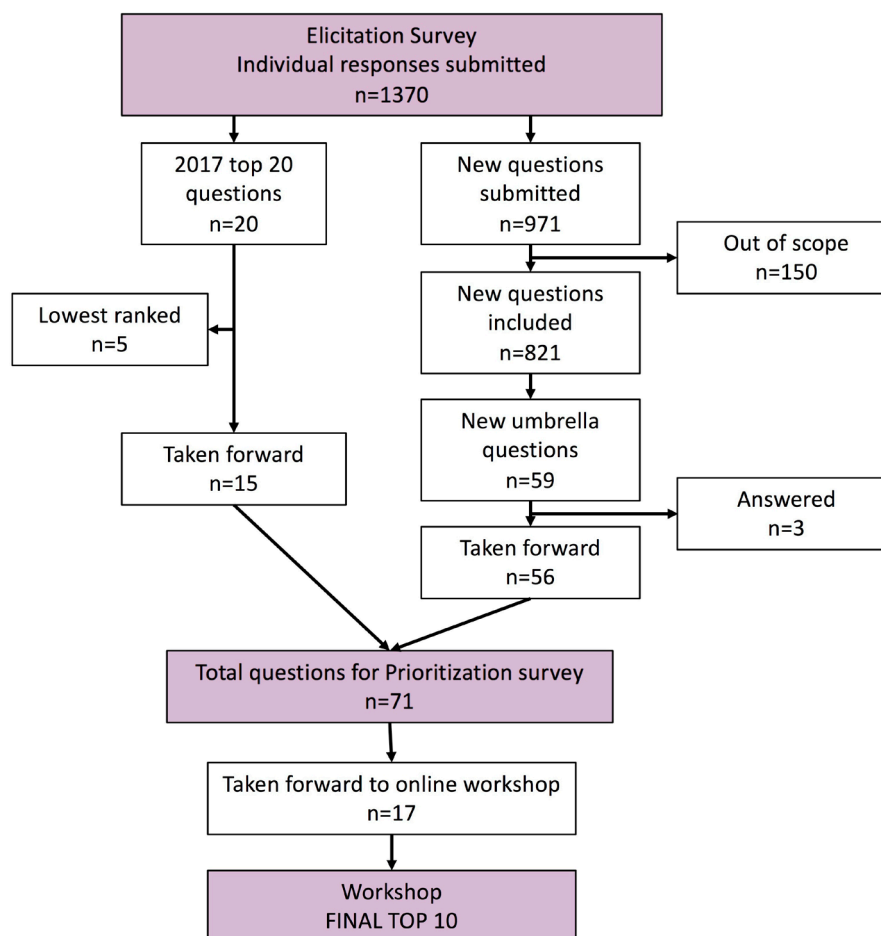 Elicitation Survey
Individual responses submitted
n=1370
2017 top 20
questions
n=20
New questions
submitted
n=971
Out of scope
n=150
Lowest ranked
n=5
New questions
included
n=821
Taken forward
n=15
New umbrella
questions
n=59
Answered
n=3
Taken forward
n=56
Total questions for Prioritization survey
n=71
Taken forward to online workshop
n=17
Workshop
FINAL TOP 10